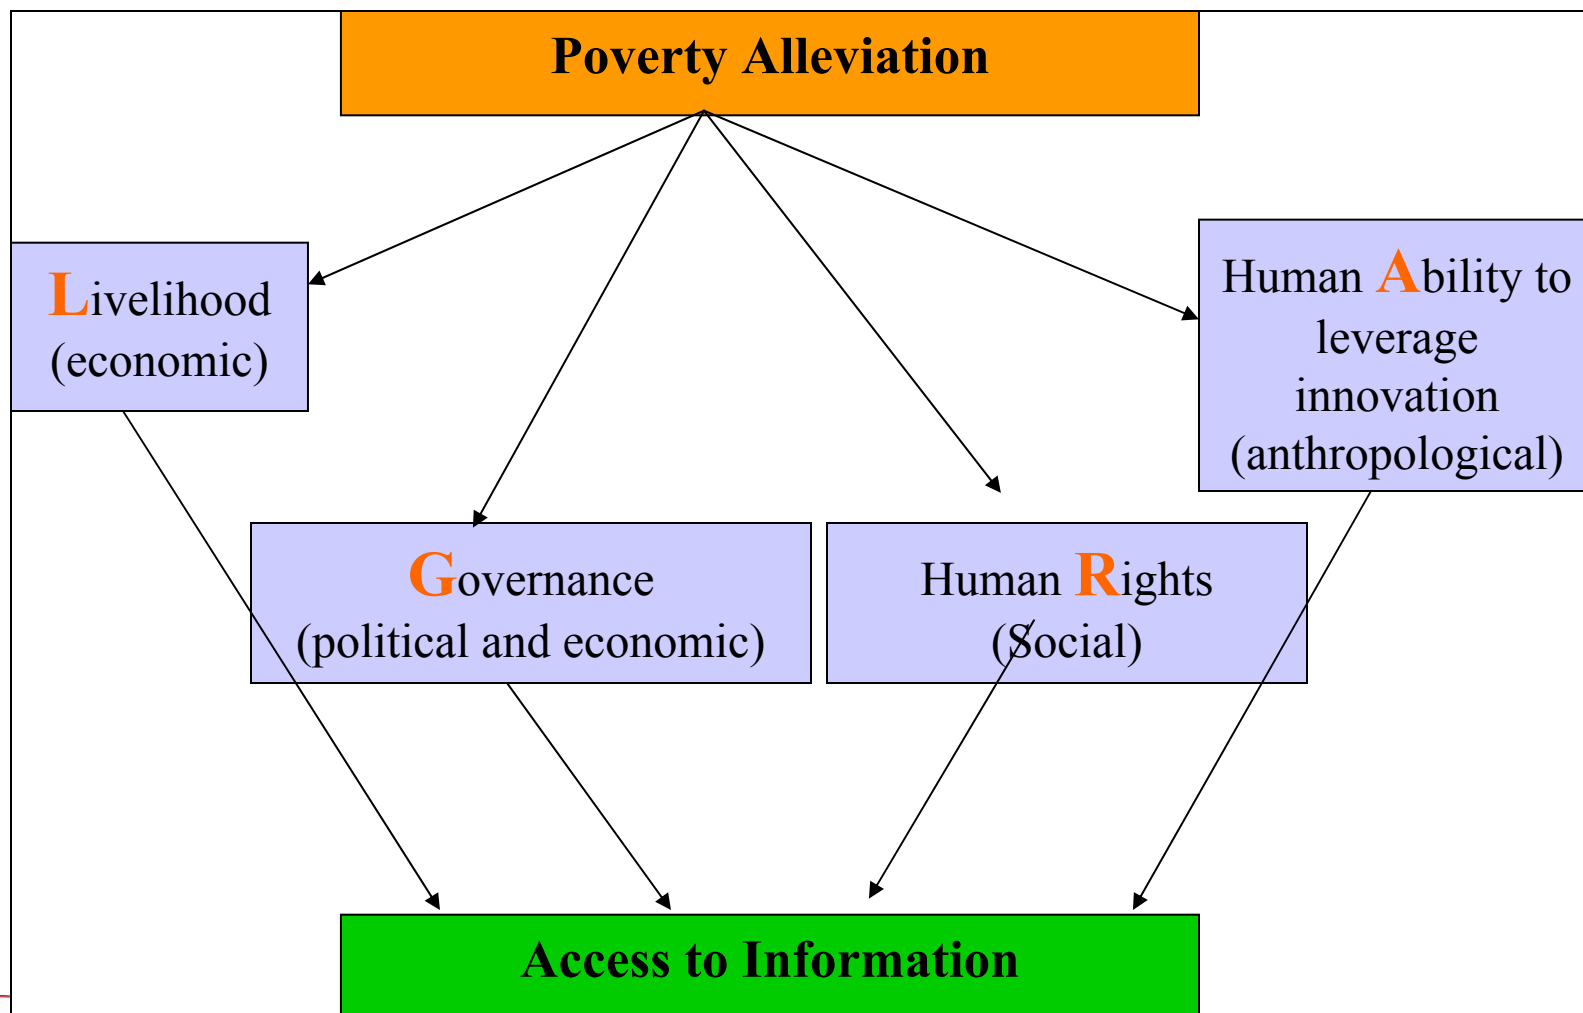 Poverty Alleviation
Livelihood
(economic)
Human Ability to
leverage
innovation
(anthropological)
Governance
(political and economic)
Human Rights
(Social)
Access to Information